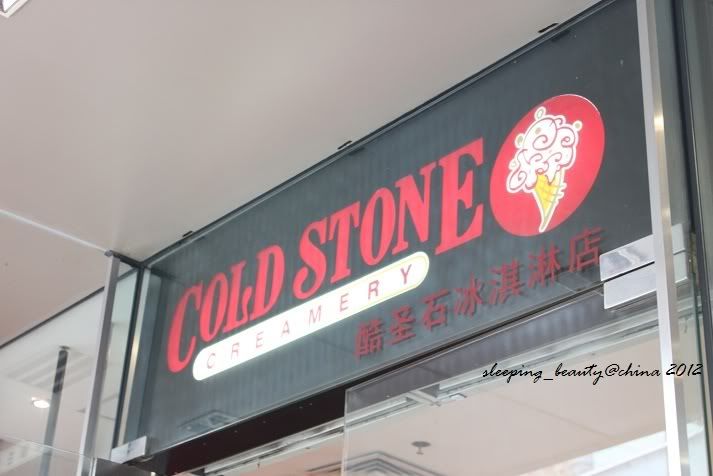 COLD STONE
CREAMERY
酷圣石冰淇淋店
sleeping_beauty@china 2012